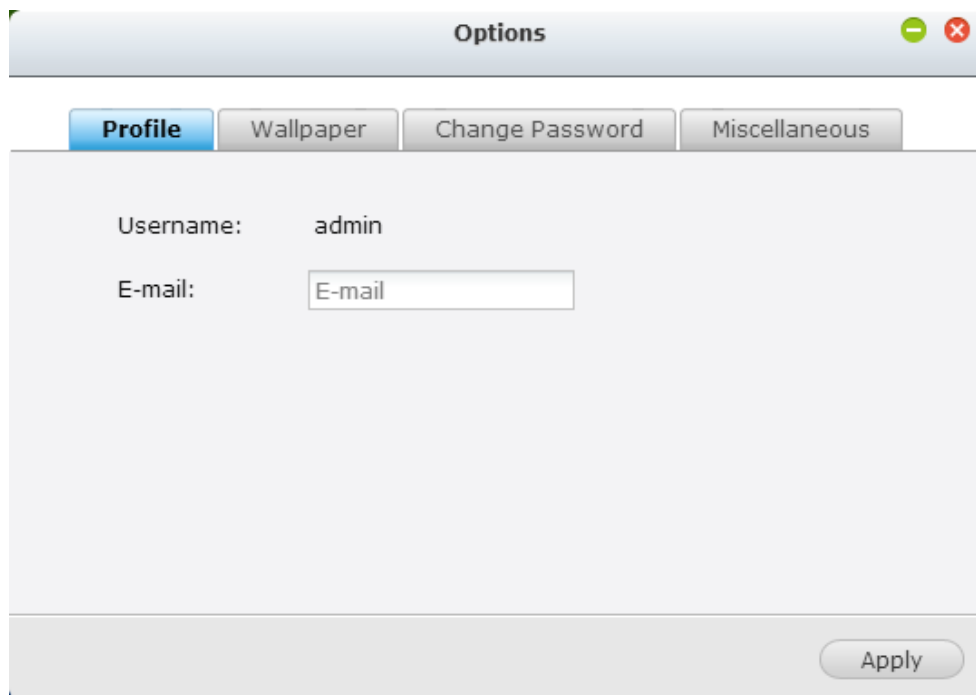 Options
Profile Wallpaper Change Password Miscellaneous
Username: admin
E-mail: E-mail
Apply